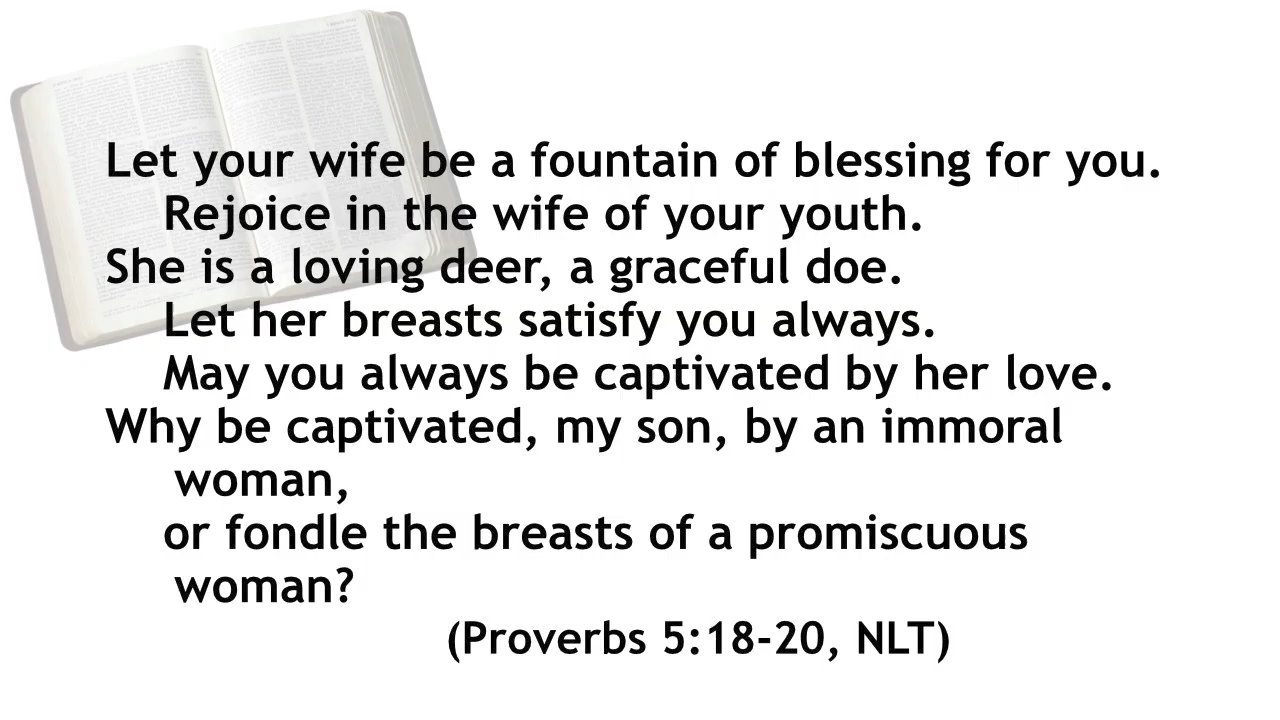 Let your wife be a fountain of blessing for you.
Rejoice in the wife of your youth.
She is a loving deer, a graceful doe.
Let her breasts satisfy you always.
May you always be captivated by her love.
Why be captivated, my son, by an immoral
woman,
or fondle the breasts of a promiscuous
woman?
(Proverbs 5:18-20, NLT)